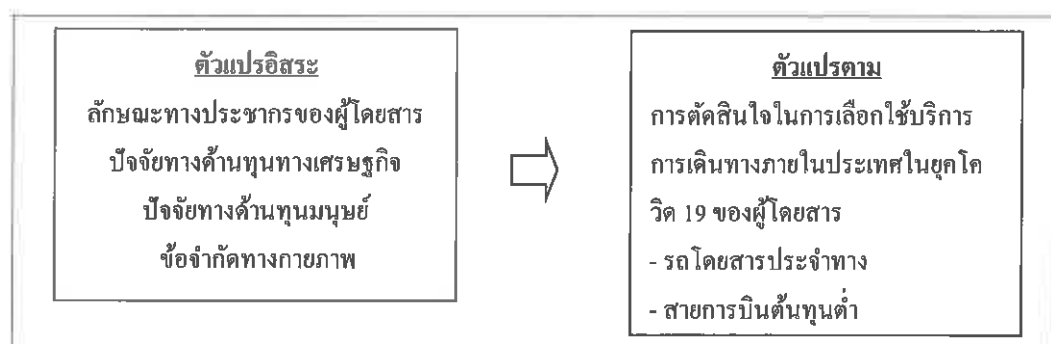 ตัวแปรอิสระ
ลักษณะทางประชากรของผู้โดยสาร
ปัจจัยทางด้านทุนทางเศรษฐกิจ
ปัจจัยทางด้านทุนมนุษย์
ข้อจำกัดทางกายภาพ
ตัวแปรตาม
การตัดสินใจในการเลือกใช้บริการ
การเดินทางภายในประเทศในยุคโค
วิด 19 ของผู้โดยสาร
- รถโดยสารประจำทาง
- สายการบินต้นทุนต่ำ